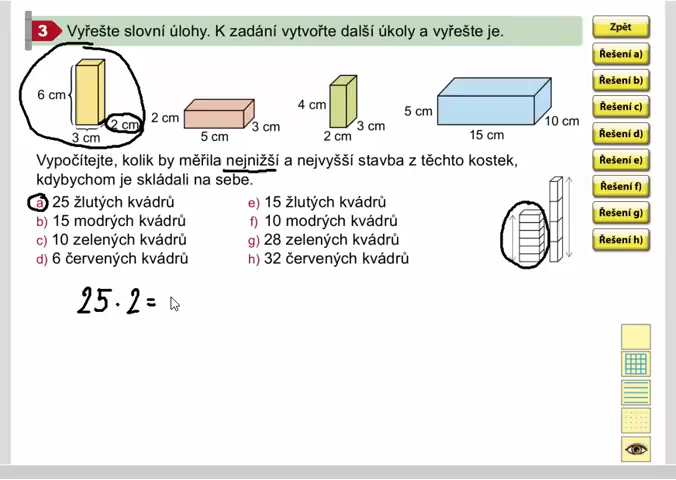 3 Vyřešte slovní úlohy. K zadání vytvořte další úkoly a vyřešte je.
Zpět
Řešení a)
Řešení b)
Řešení c)
Řešení d)
Řešení e)
Řešení f)
Řešení g)
Řešení h)
6 cm
2 cm
3 cm
2 cm
3 cm
5 cm
4 cm
3 cm
2 cm
5 cm
10 cm
15 cm
Vypočítejte, kolik by měřila nejnižší a nejvyšší stavba z těchto kostek,
kdybychom je skládali na sebe.
a) 25 žlutých kvádrů
b) 15 modrých kvádrů
c) 10 zelených kvádrů
d) 6 červených kvádrů
e) 15 žlutých kvádrů
f) 10 modrých kvádrů
g) 28 zelených kvádrů
h) 32 červených kvádrů
25 · 2 =